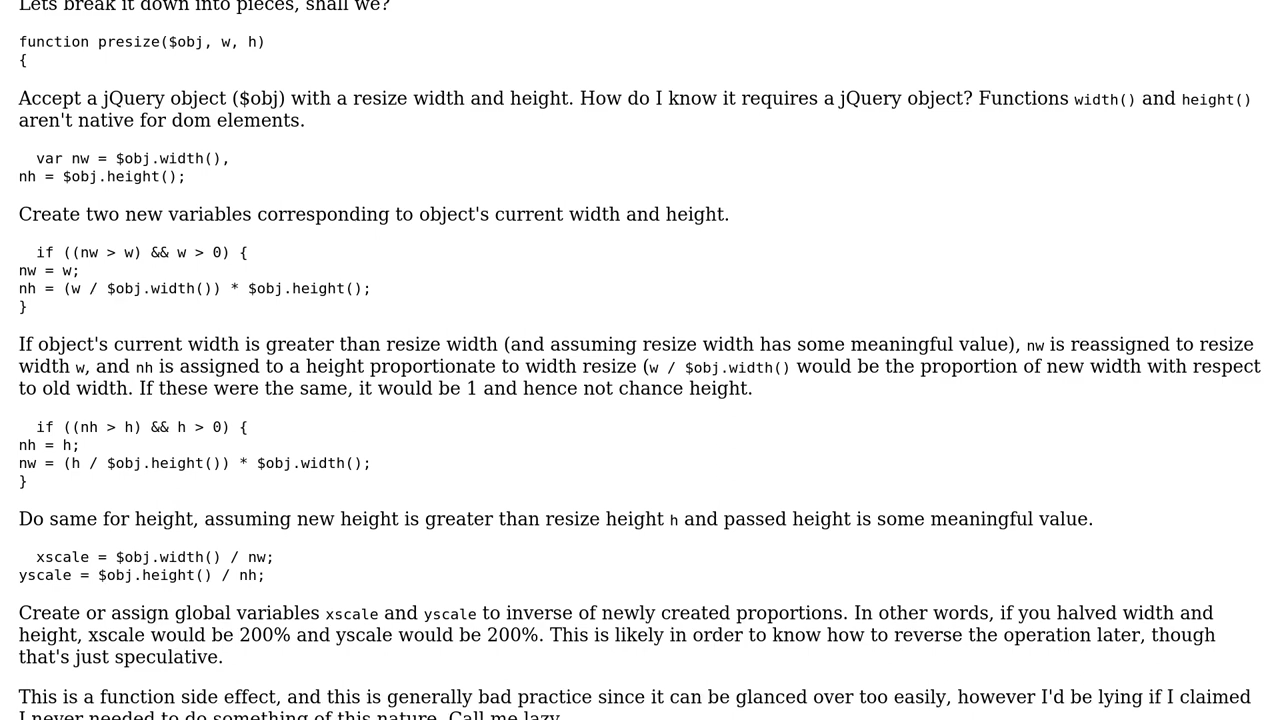 Lets break it down into pieces, shall we?
function presize($obj, w, h)
{
Accept a jQuery object ($obj) with a resize width and height. How do I know it requires a jQuery object? Functions width() and height()
aren't native for dom elements.
var nw = $obj.width(),
nh = $obj.height();
Create two new variables corresponding to object's current width and height.
if ((nw > w) && w > 0) {
nw = w;
nh = (w / $obj.width()) * $obj.height();
}
If object's current width is greater than resize width (and assuming resize width has some meaningful value), nw is reassigned to resize
width w, and nh is assigned to a height proportionate to width resize (w / $obj.width() would be the proportion of new width with respect
to old width. If these were the same, it would be 1 and hence not chance height.
if ((nh > h) && h > 0) {
nh = h;
nw = (h / $obj.height()) * $obj.width();
}
Do same for height, assuming new height is greater than resize height h and passed height is some meaningful value.
xscale = $obj.width() / nw;
yscale = $obj.height() / nh;
Create or assign global variables xscale and yscale to inverse of newly created proportions. In other words, if you halved width and
height, xscale would be 200% and yscale would be 200%. This is likely in order to know how to reverse the operation later, though
that's just speculative.
This is a function side effect, and this is generally bad practice since it can be glanced over too easily, however I'd be lying if I claimed
I never needed to do something of this nature. Call me lazy.